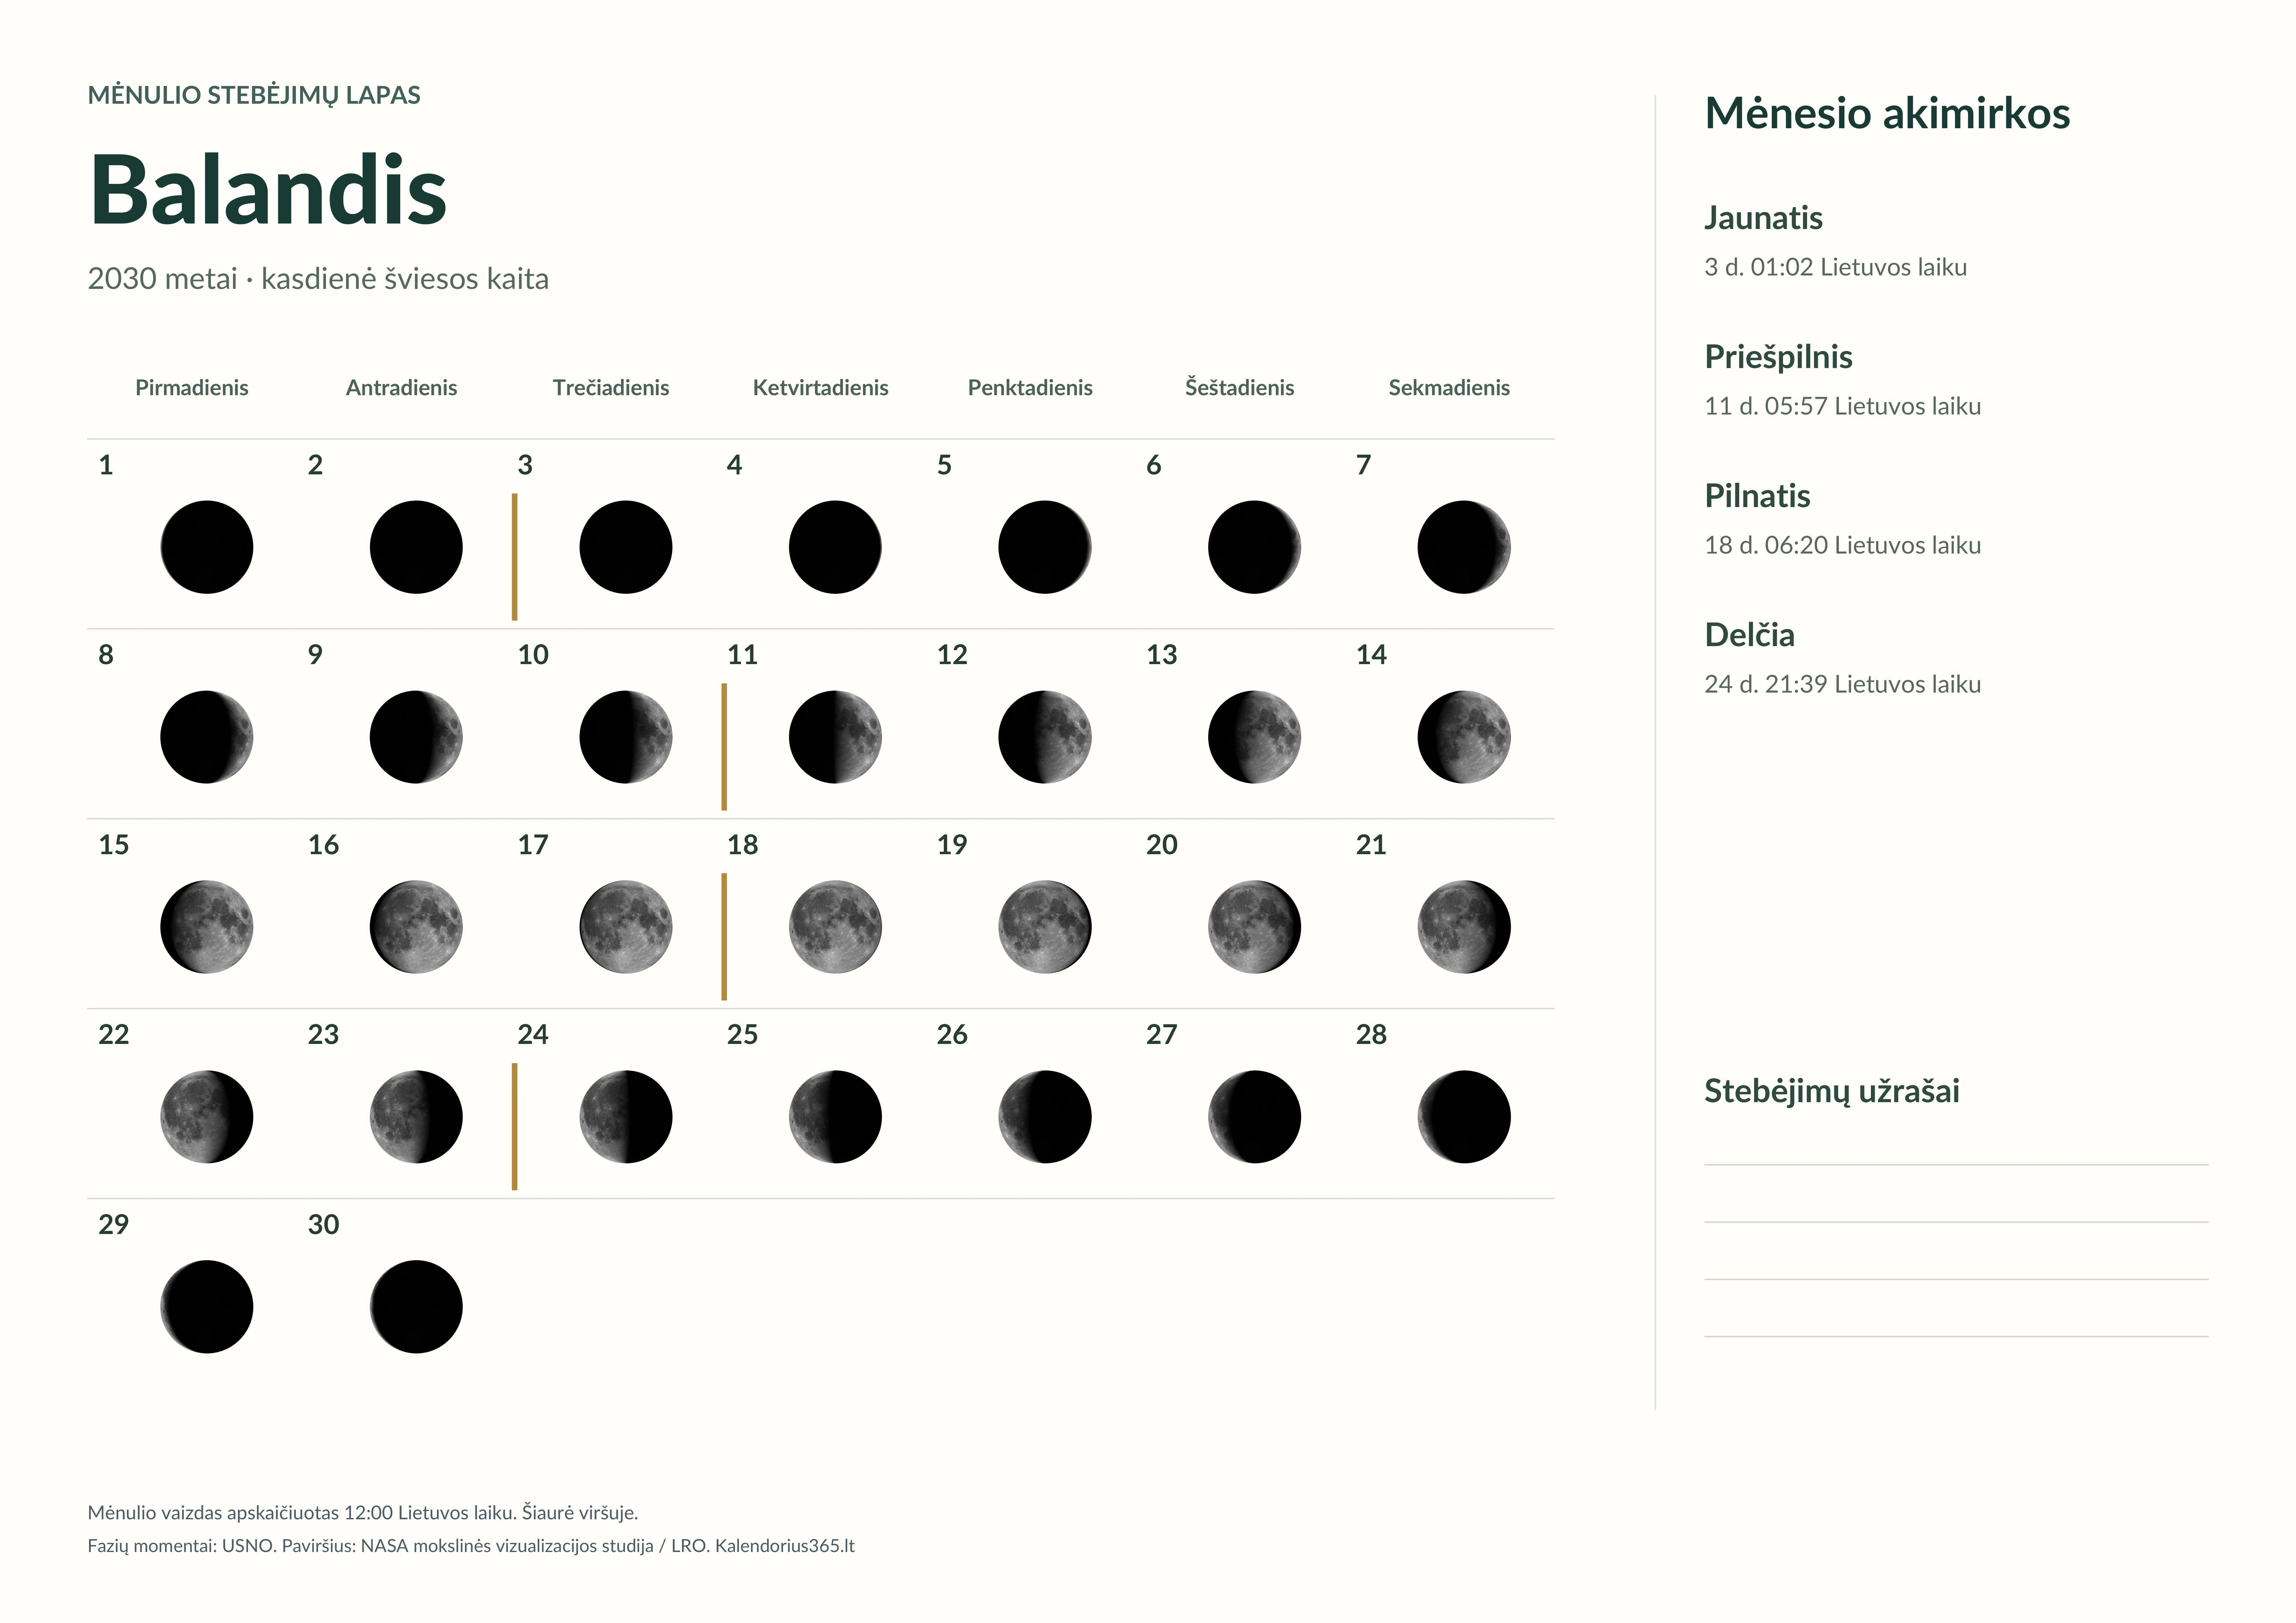 MĖNULIO STEBĖJIMŲ LAPAS
Balandis
2030 metai · kasdienė šviesos kaita
Pirmadienis Antradienis Trečiadienis Ketvirtadienis Penktadienis Šeštadienis Sekmadienis
1 2 3 4 5 6 7
8 9 10 11 12 13 14
15 16 17 18 19 20 21
22 23 24 25 26 27 28
29 30
Mėnesio akimirkos
Jaunatis
3 d. 01:02 Lietuvos laiku
Priešpilnis
11 d. 05:57 Lietuvos laiku
Pilnatis
18 d. 06:20 Lietuvos laiku
Delčia
24 d. 21:39 Lietuvos laiku
Stebėjimų užrašai
Mėnulio vaizdas apskaičiuotas 12:00 Lietuvos laiku. Šiaurė viršuje.
Fazių momentai: USNO. Paviršius: NASA mokslinės vizualizacijos studija / LRO. Kalendorius365.lt